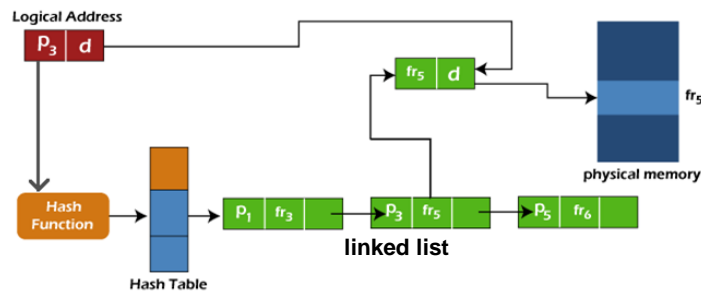 Logical Address
p3 d
fr5 d
fr5
physical memory
Hash
Function
p1 fr3
p3 fr5
p5 fr6
linked list
Hash Table